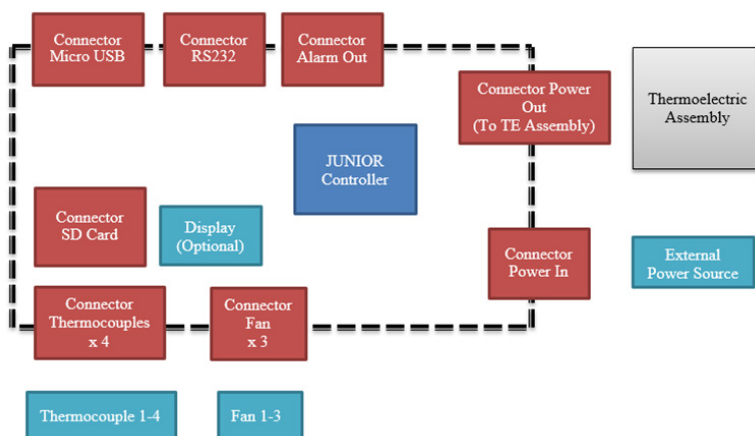 Connector
Micro USB
Connector
RS232
Connector
Alarm Out
Connector Power
Out
(To TE Assembly)
Thermoelectric
Assembly
JUNIOR
Controller
Connector
SD Card
Display
(Optional)
Connector
Power In
External
Power Source
Connector
Thermocouples
x 4
Connector
Fan
x 3
Thermocouple 1-4
Fan 1-3